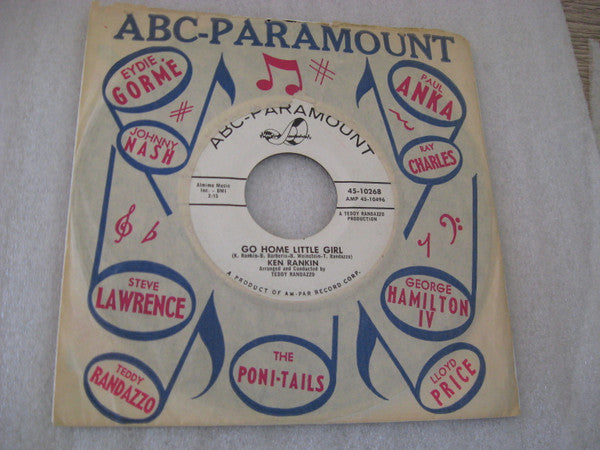 ABC-PARAMOUNT
EYDIE
GORMÉ
PAUL
ANKA
JOHNNY
NASH
RAY
CHARLES
ABC-PARAMOUNT
Almimo Music
Inc. - BMI
2:15
45-10268
AMP 45-10496
A TEDDY RANDAZZO
PRODUCTION
GO HOME LITTLE GIRL
(K. Rankin-B. Barberis-B. Weinstein-T. Randazzo)
KEN RANKIN
Arranged and Conducted by
TEDDY RANDAZZO
A PRODUCT OF AM-PAR RECORD CORP.
STEVE
LAWRENCE
GEORGE
HAMILTON
IV
TEDDY
RANDAZZO
THE
PONI-TAILS
LLOYD
PRICE